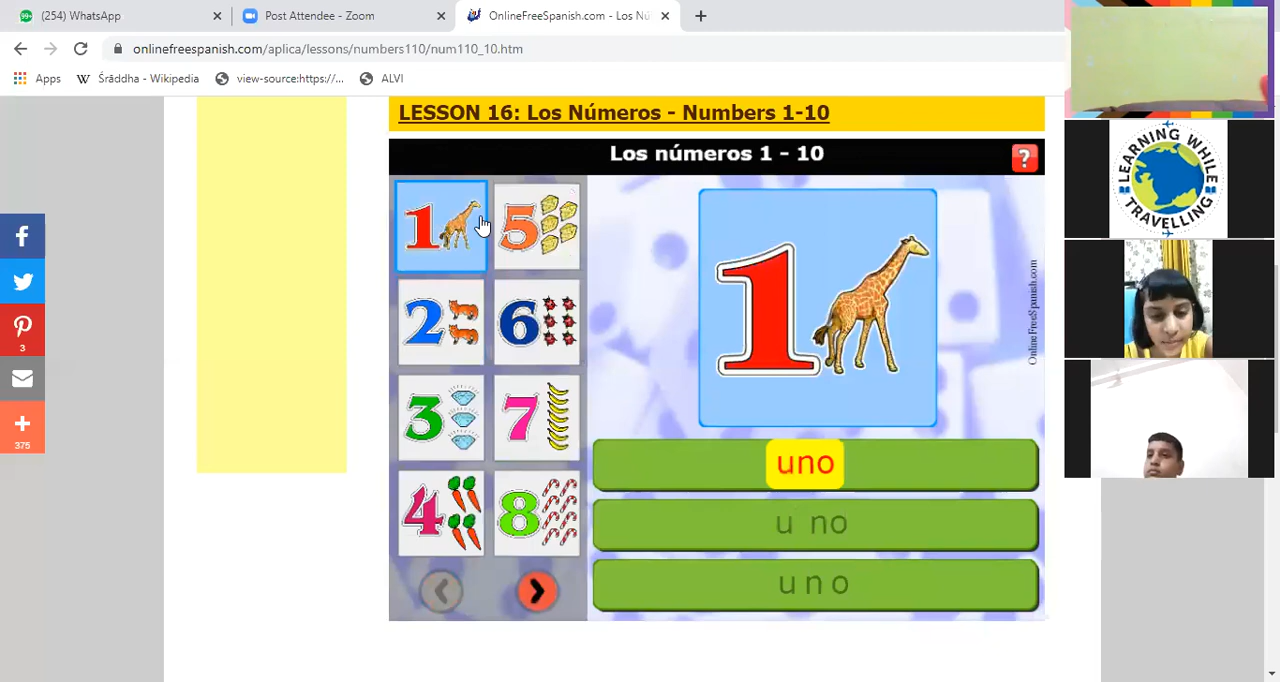 99+
(254) WhatsApp
Post Attendee - Zoom
OnlineFreeSpanish.com - Los Nú
onlinefreespanish.com/aplica/lessons/numbers110/num110_10.htm
Apps
W
Śrāddha - Wikipedia
view-source:https://...
ALVI
LESSON 16: Los Números - Numbers 1-10
Los números 1 - 10
?
1
5
2
6
3
7
4
8
1
OnlineFreeSpanish.com
uno
u no
u n o
3
375
LEARNING WHILE
TRAVELLING